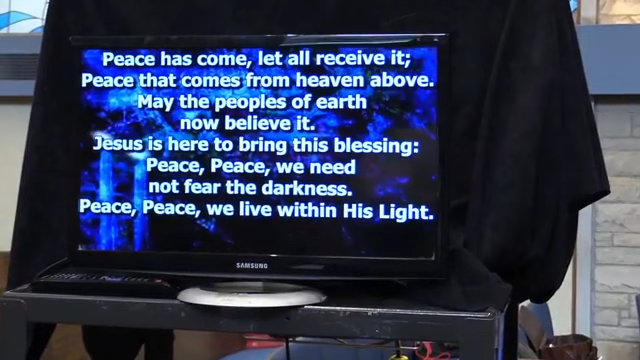 Peace has come, let all receive it;
Peace that comes from heaven above.
May the peoples of earth
now believe it.
Jesus is here to bring this blessing:
Peace, Peace, we need
not fear the darkness.
Peace, Peace, we live within His Light.
SAMSUNG